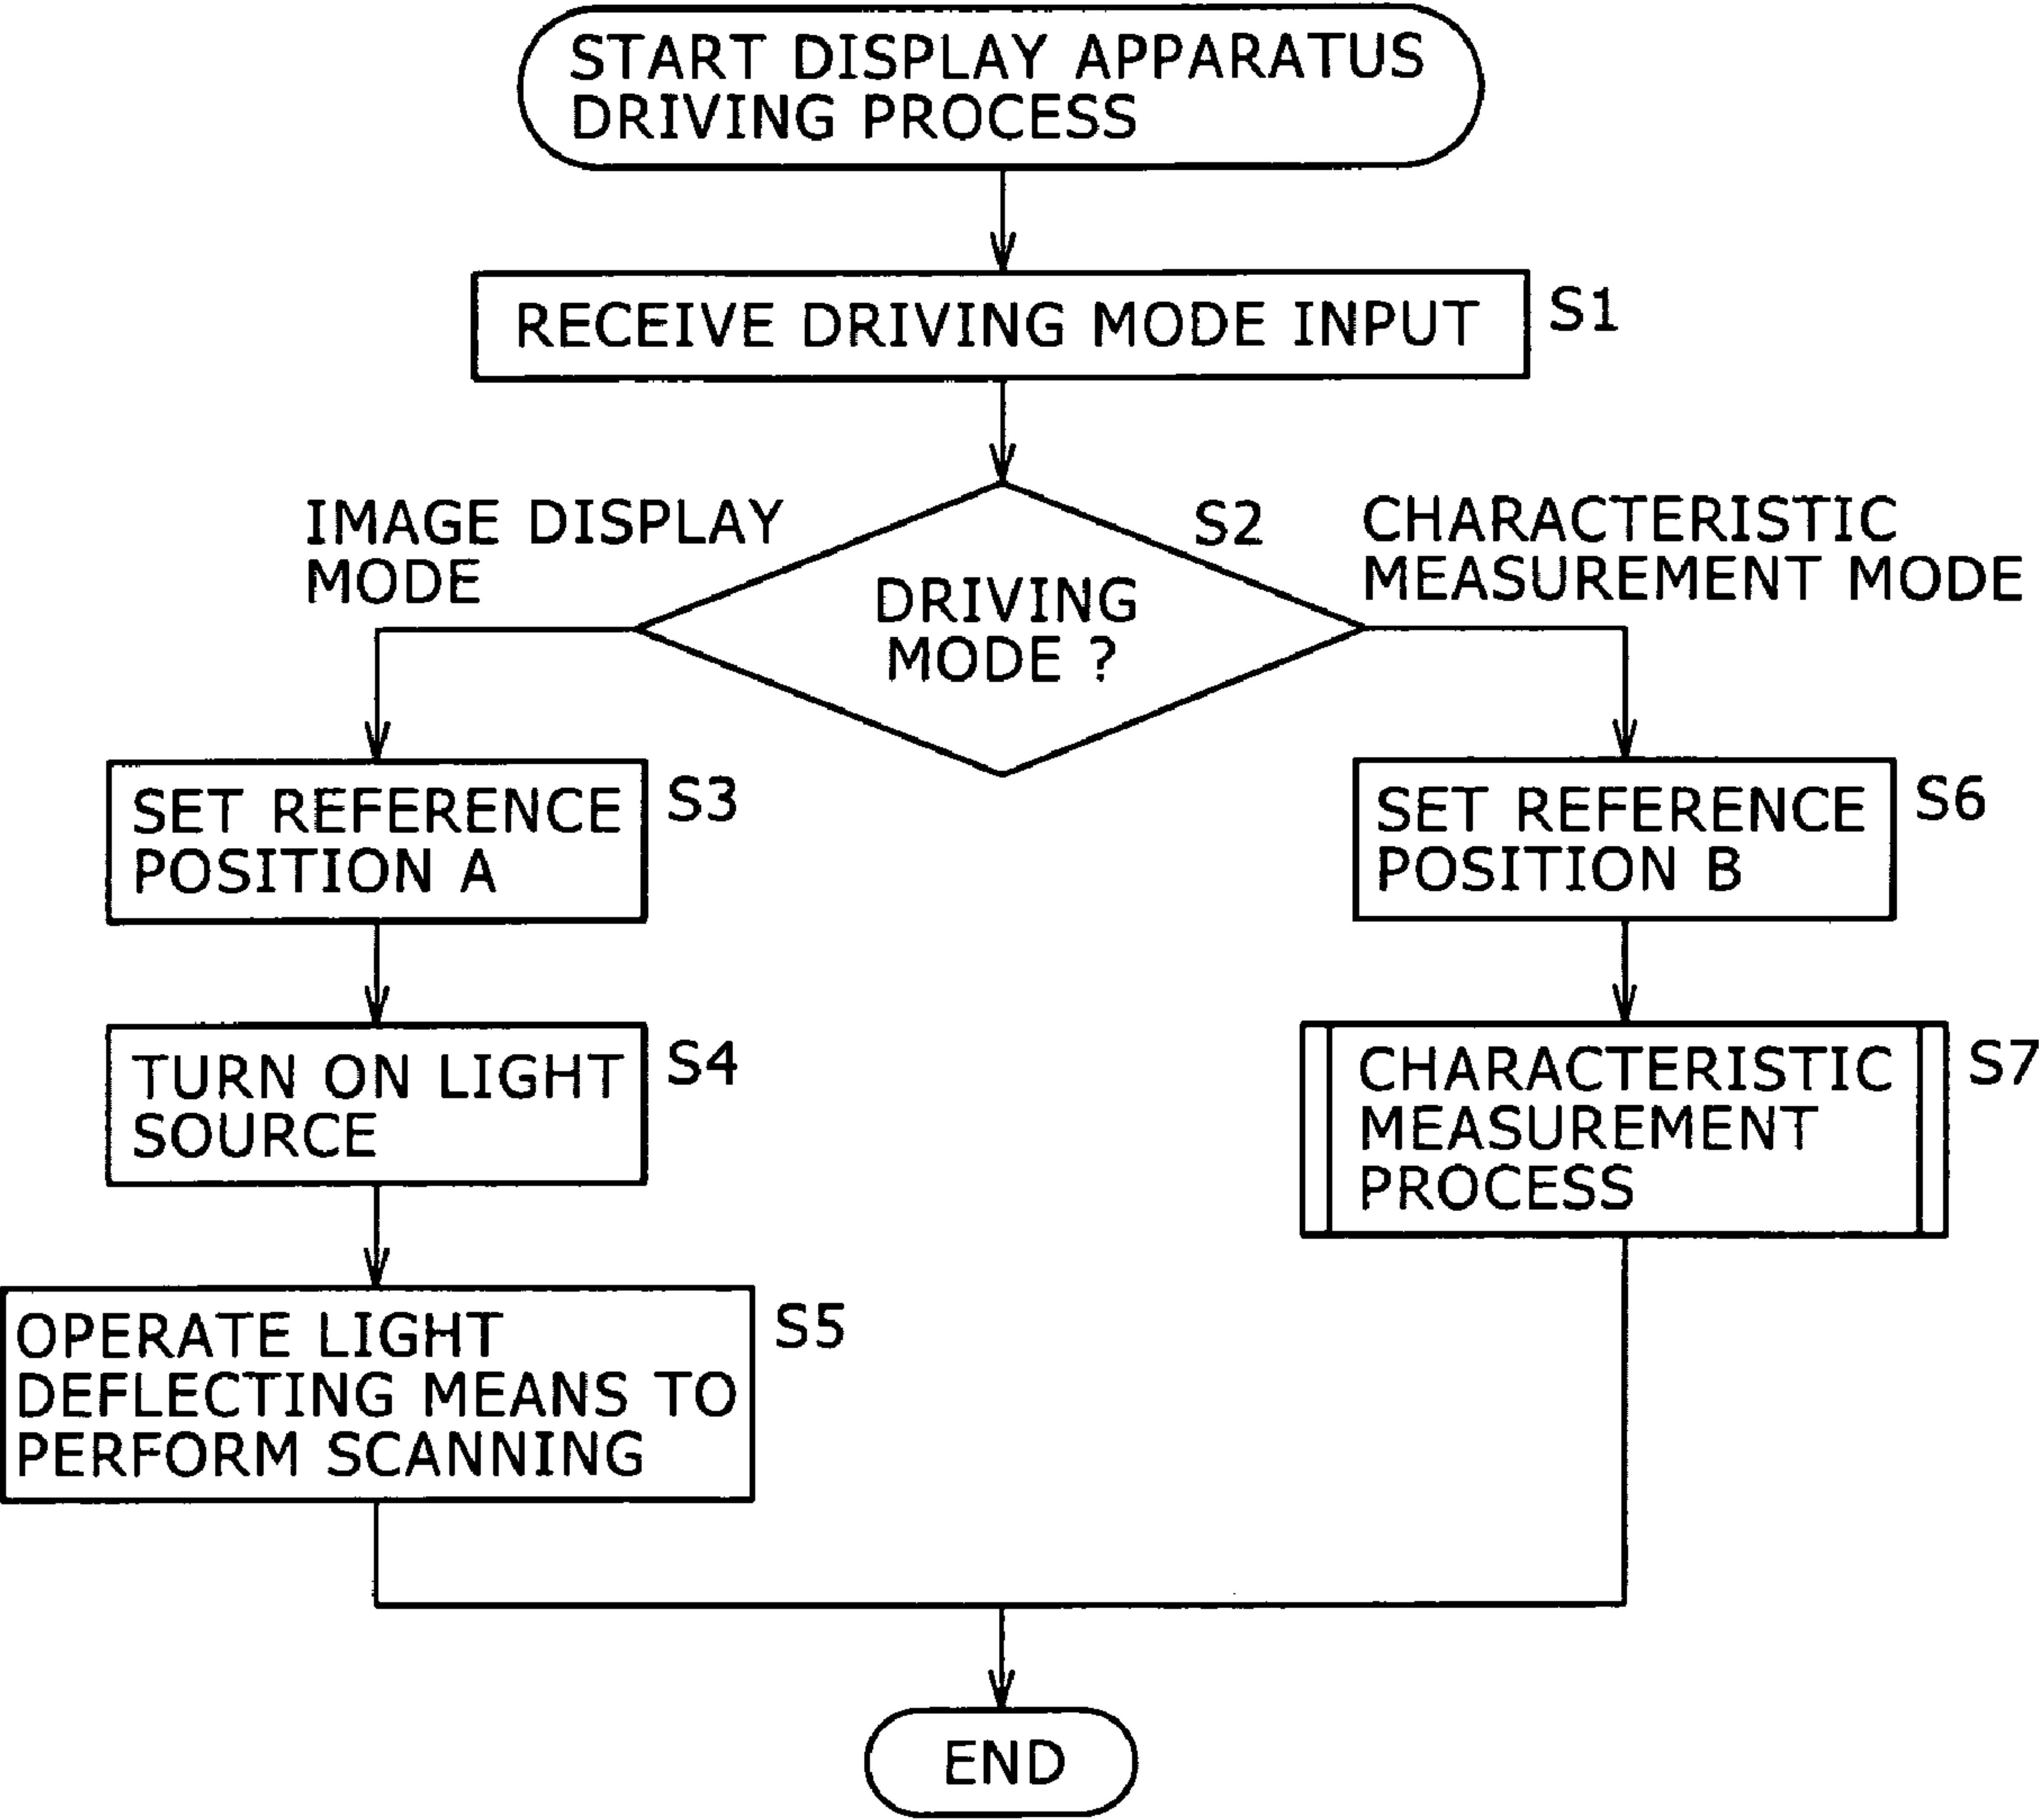 START DISPLAY APPARATUS
DRIVING PROCESS
RECEIVE DRIVING MODE INPUT
S1
IMAGE DISPLAY
MODE
S2
DRIVING
MODE ?
CHARACTERISTIC
MEASUREMENT MODE
SET REFERENCE
POSITION A
S3
TURN ON LIGHT
SOURCE
S4
OPERATE LIGHT
DEFLECTING MEANS TO
PERFORM SCANNING
S5
SET REFERENCE
POSITION B
S6
CHARACTERISTIC
MEASUREMENT
PROCESS
S7
END